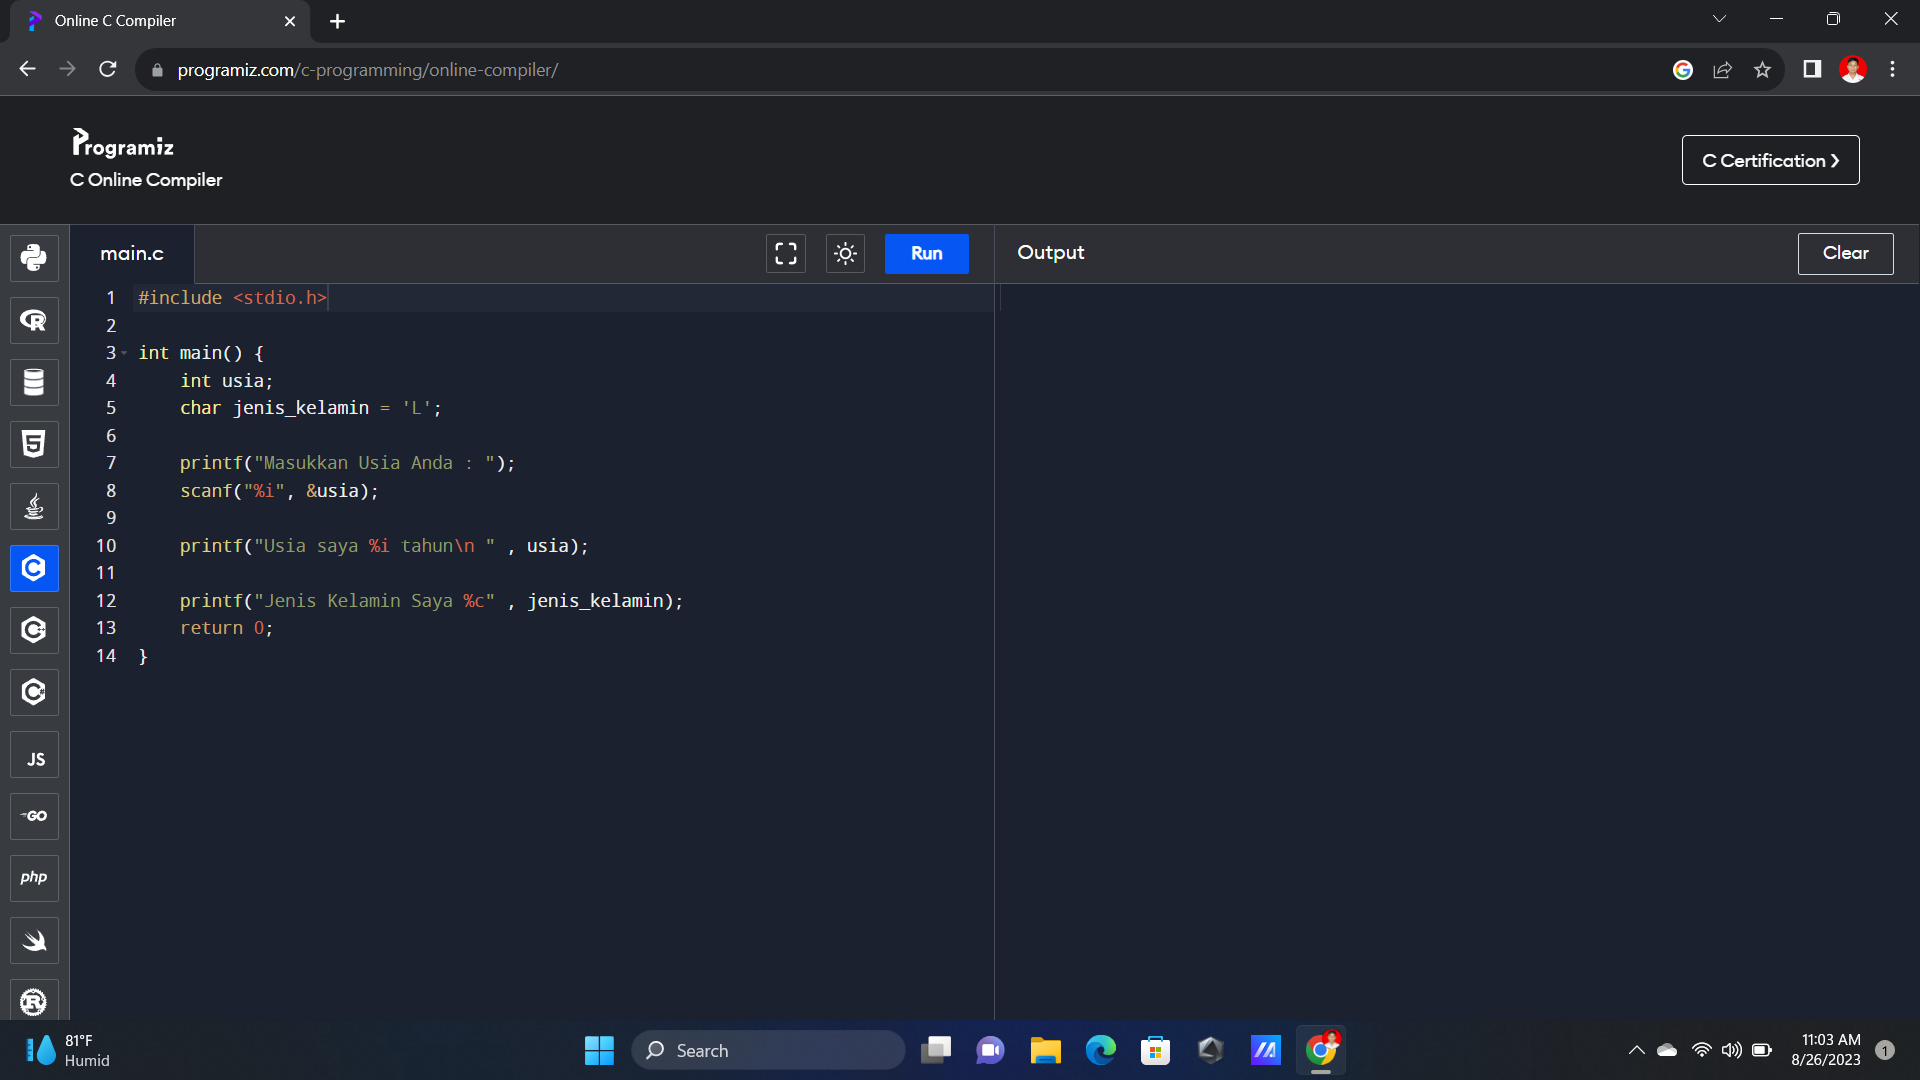 Online C Compiler
programiz.com/c-programming/online-compiler/
Programiz
C Online Compiler
C Certification ❯
main.c
Run
Output
Clear
1 #include <stdio.h>
2
3 int main() {
4     int usia;
5     char jenis_kelamin = 'L';
6
7     printf("Masukkan Usia Anda : ");
8     scanf("%i", &usia);
9
10     printf("Usia saya %i tahun\n " , usia);
11
12     printf("Jenis Kelamin Saya %c" , jenis_kelamin);
13     return 0;
14 }
JS
GO
php
81°F
Humid
Search
11:03 AM
8/26/2023
1